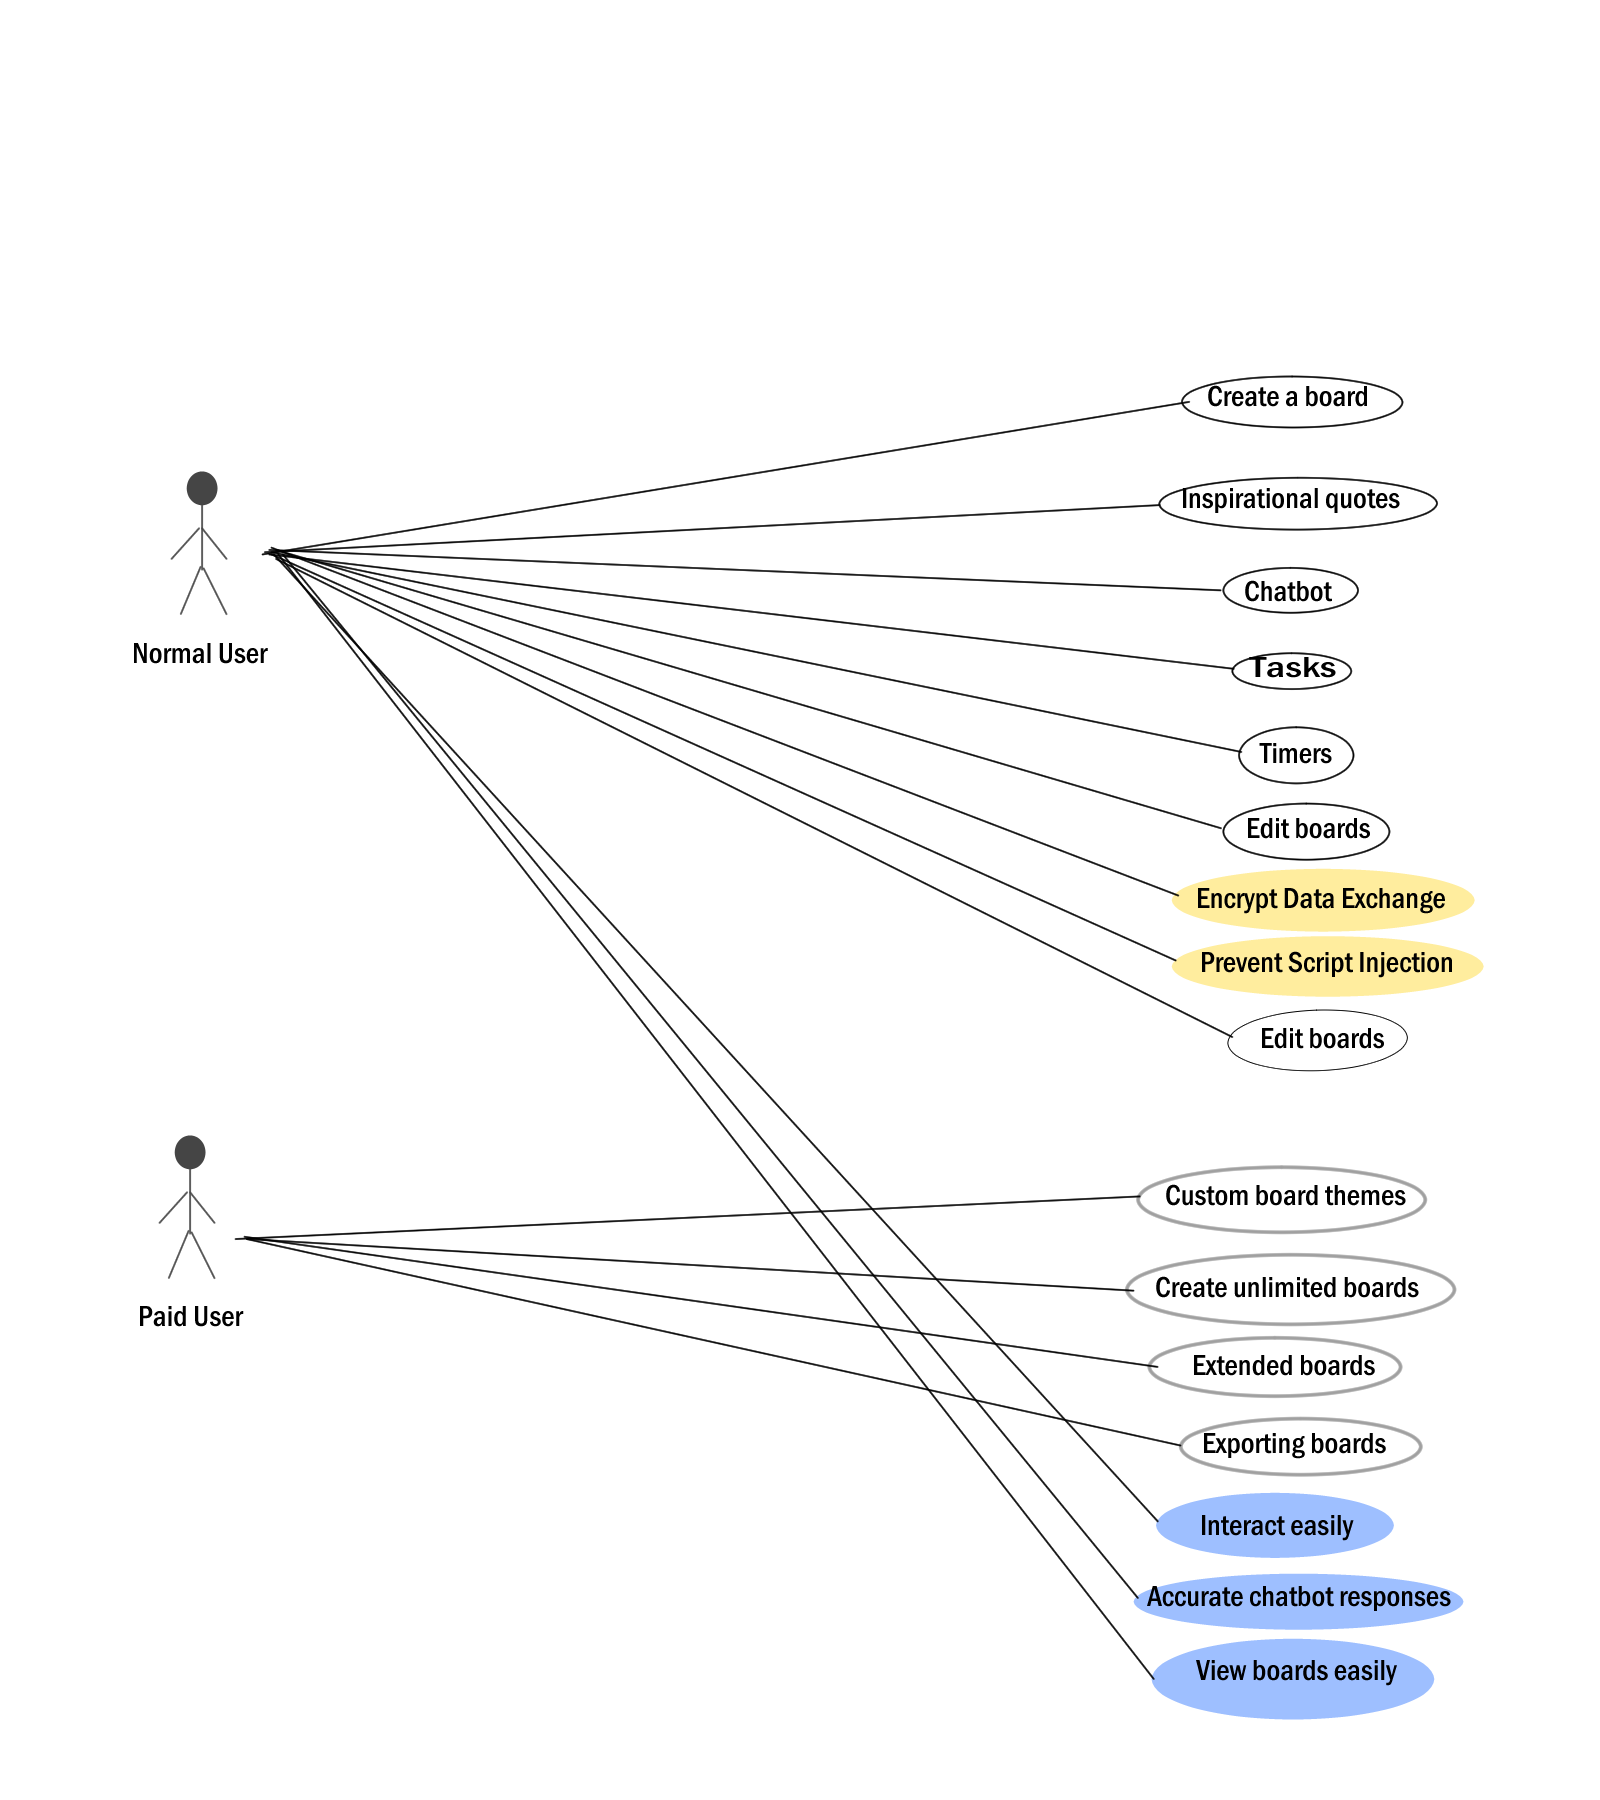 Create a board
Inspirational quotes
Chatbot
Normal User
Tasks
Timers
Edit boards
Encrypt Data Exchange
Prevent Script Injection
Edit boards
Custom board themes
Create unlimited boards
Paid User
Extended boards
Exporting boards
Interact easily
Accurate chatbot responses
View boards easily